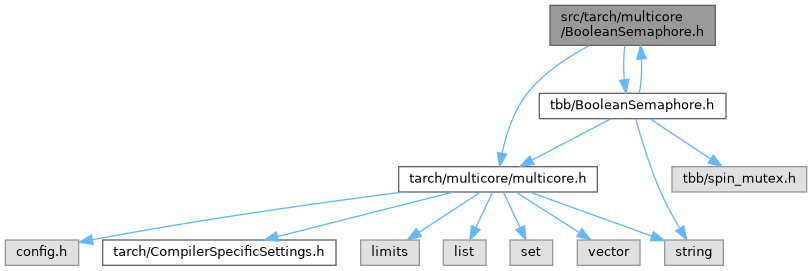 src/tarch/multicore
/BooleanSemaphore.h
tbb/BooleanSemaphore.h
tarch/multicore/multicore.h
tbb/spin_mutex.h
config.h
tarch/CompilerSpecificSettings.h
limits
list
set
vector
string